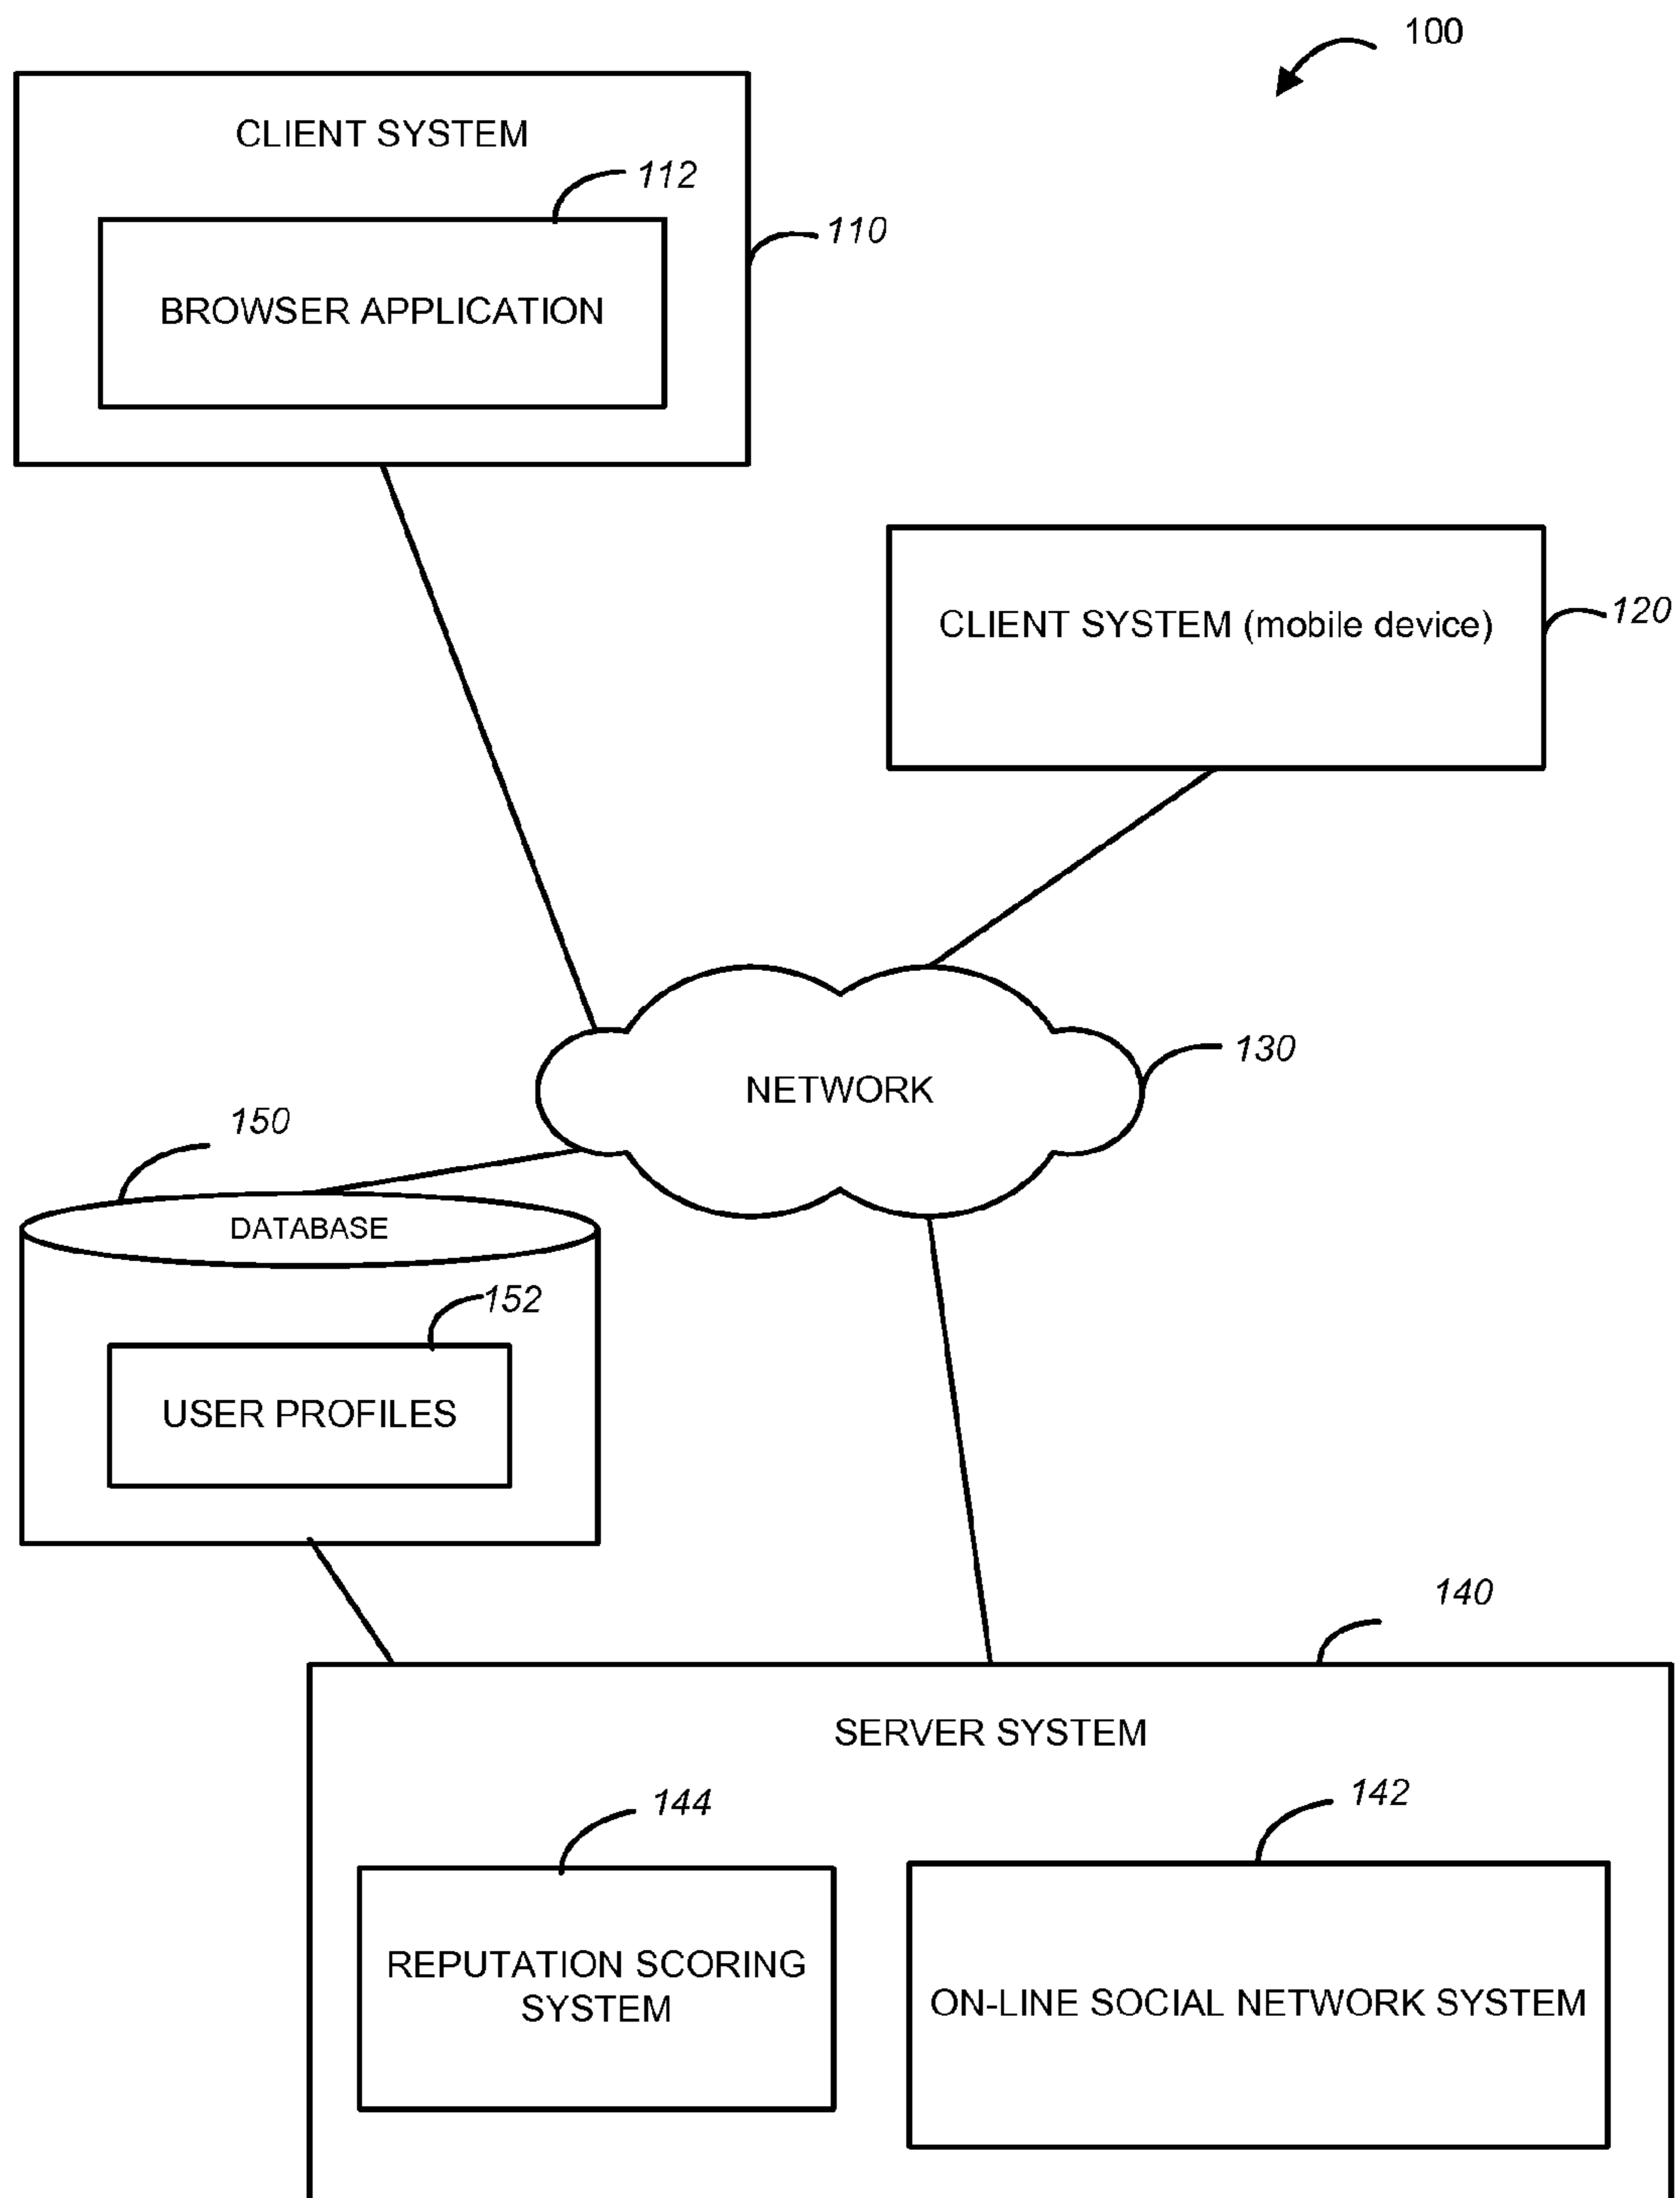 100
CLIENT SYSTEM
112
110
BROWSER APPLICATION
CLIENT SYSTEM (mobile device)
120
130
NETWORK
150
DATABASE
152
USER PROFILES
140
SERVER SYSTEM
144
142
REPUTATION SCORING
SYSTEM
ON-LINE SOCIAL NETWORK SYSTEM